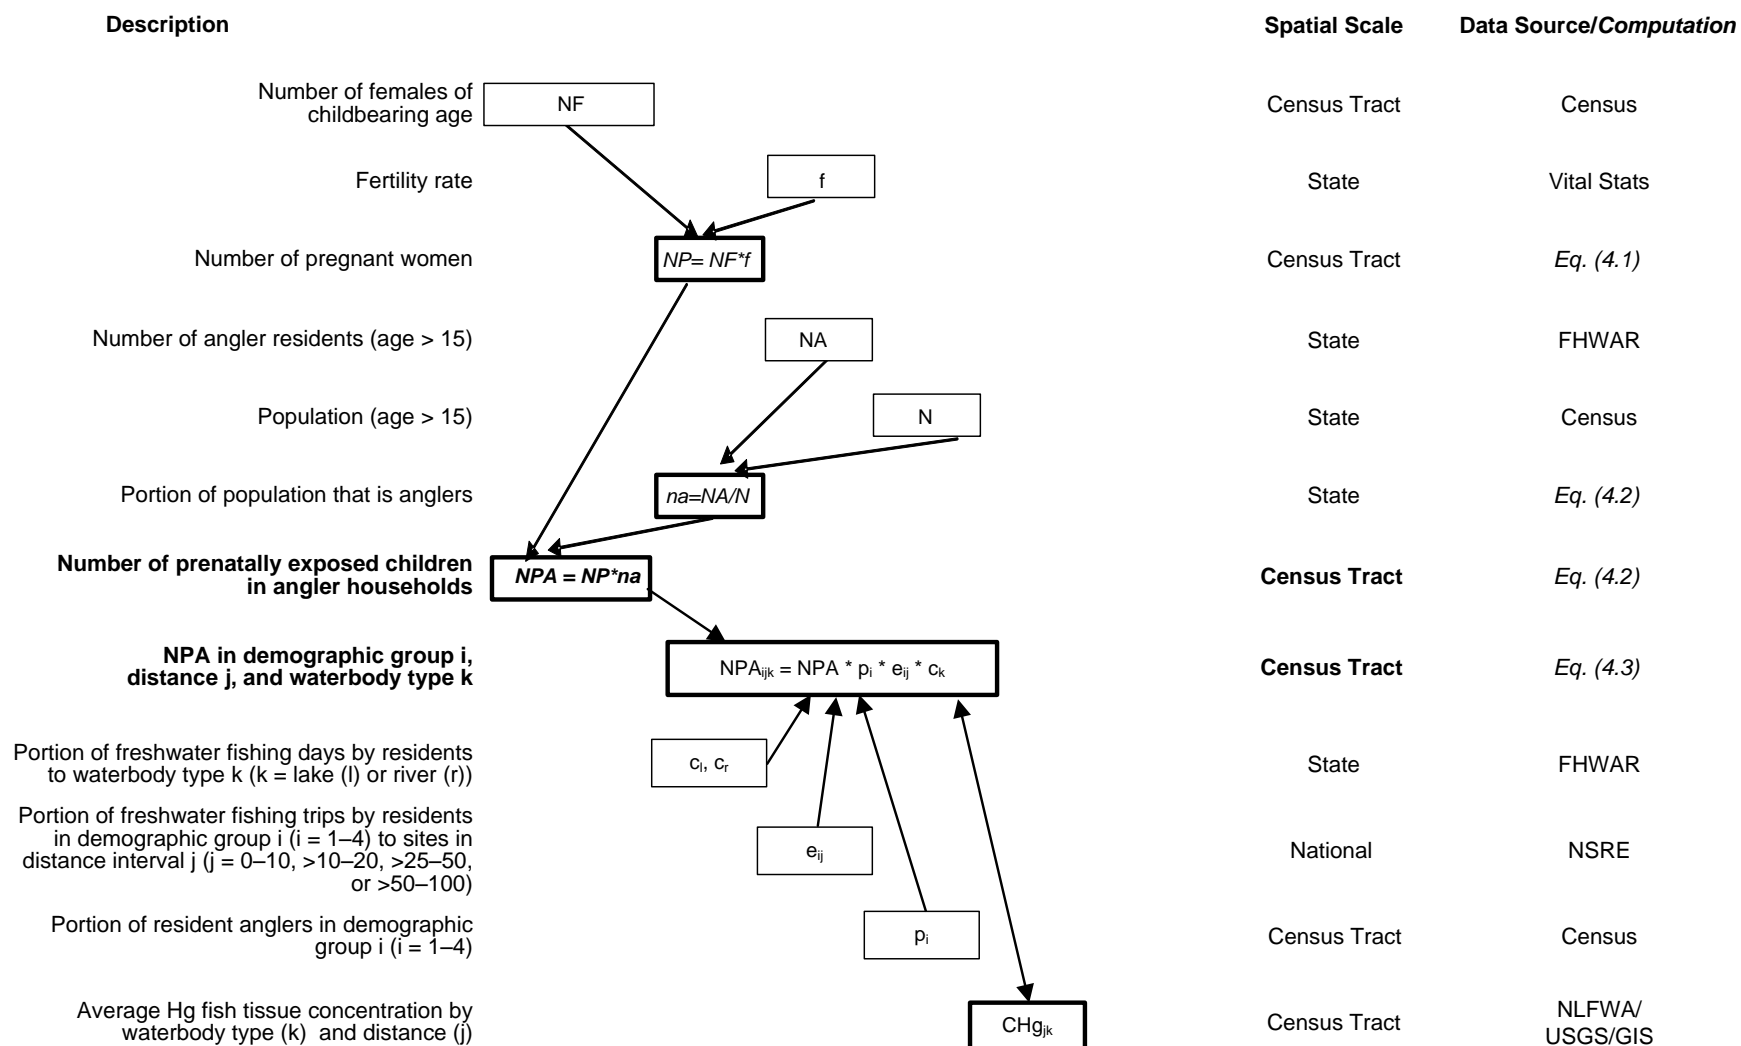 Description Spatial Scale Data Source/Computation
Number of females of
childbearing age NF Census Tract Census
Fertility rate f State Vital Stats
Number of pregnant women NP= NF*f Census Tract Eq. (4.1)
Number of angler residents (age > 15) NA State FHWAR
Population (age > 15) N State Census
Portion of population that is anglers na=NA/N State Eq. (4.2)
Number of prenatally exposed children
in angler households NPA = NP*na Census Tract Eq. (4.2)
NPA in demographic group i,
distance j, and waterbody type k NPAijk = NPA * pi * eij * ck Census Tract Eq. (4.3)
Portion of freshwater fishing days by residents
to waterbody type k (k = lake (l) or river (r)) cl, cr State FHWAR
Portion of freshwater fishing trips by residents
in demographic group i (i = 1–4) to sites in
distance interval j (j = 0–10, >10–20, >25–50,
or >50–100) eij National NSRE
Portion of resident anglers in demographic
group i (i = 1–4) pi Census Tract Census
Average Hg fish tissue concentration by
waterbody type (k) and distance (j) CHgjk Census Tract NLFWA/
USGS/GIS